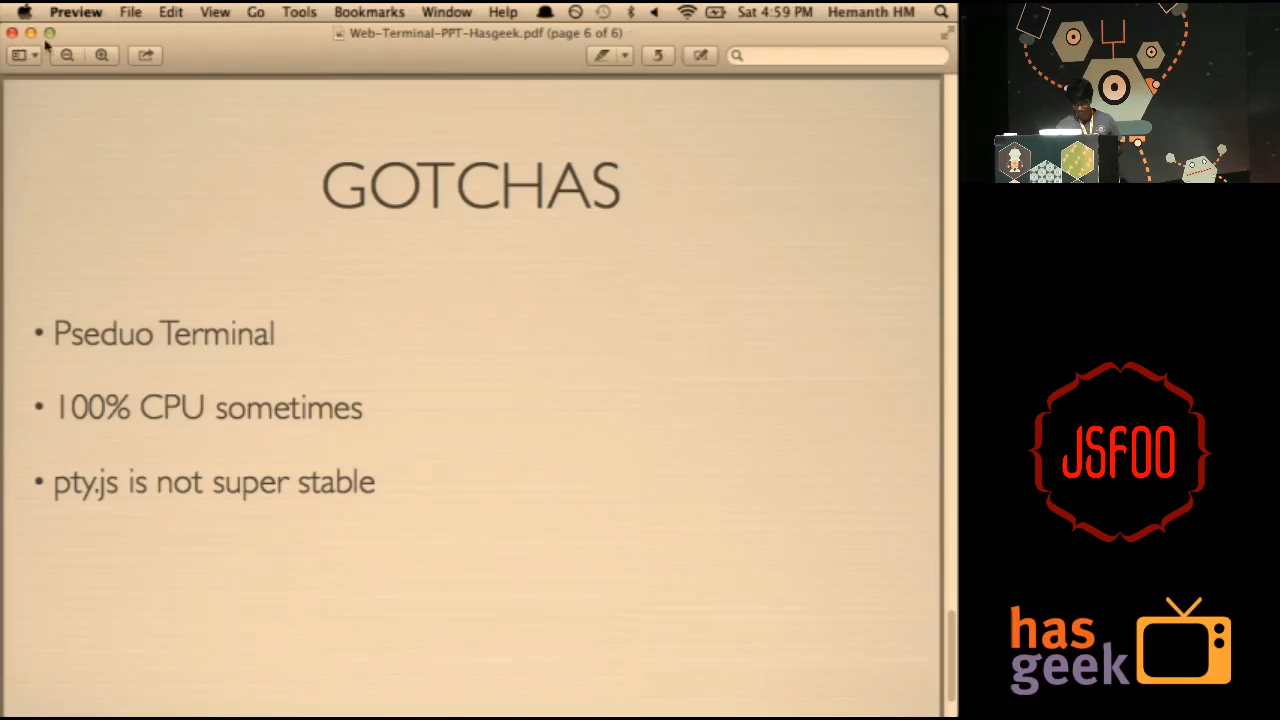 Preview File Edit View Go Tools Bookmarks Window Help Sat 4:59 PM Hemanth HM
Web-Terminal-PPT-Hasgeek.pdf (page 6 of 6)
GOTCHAS
• Pseduo Terminal
• 100% CPU sometimes
• pty.js is not super stable
JSFOO
has
geek